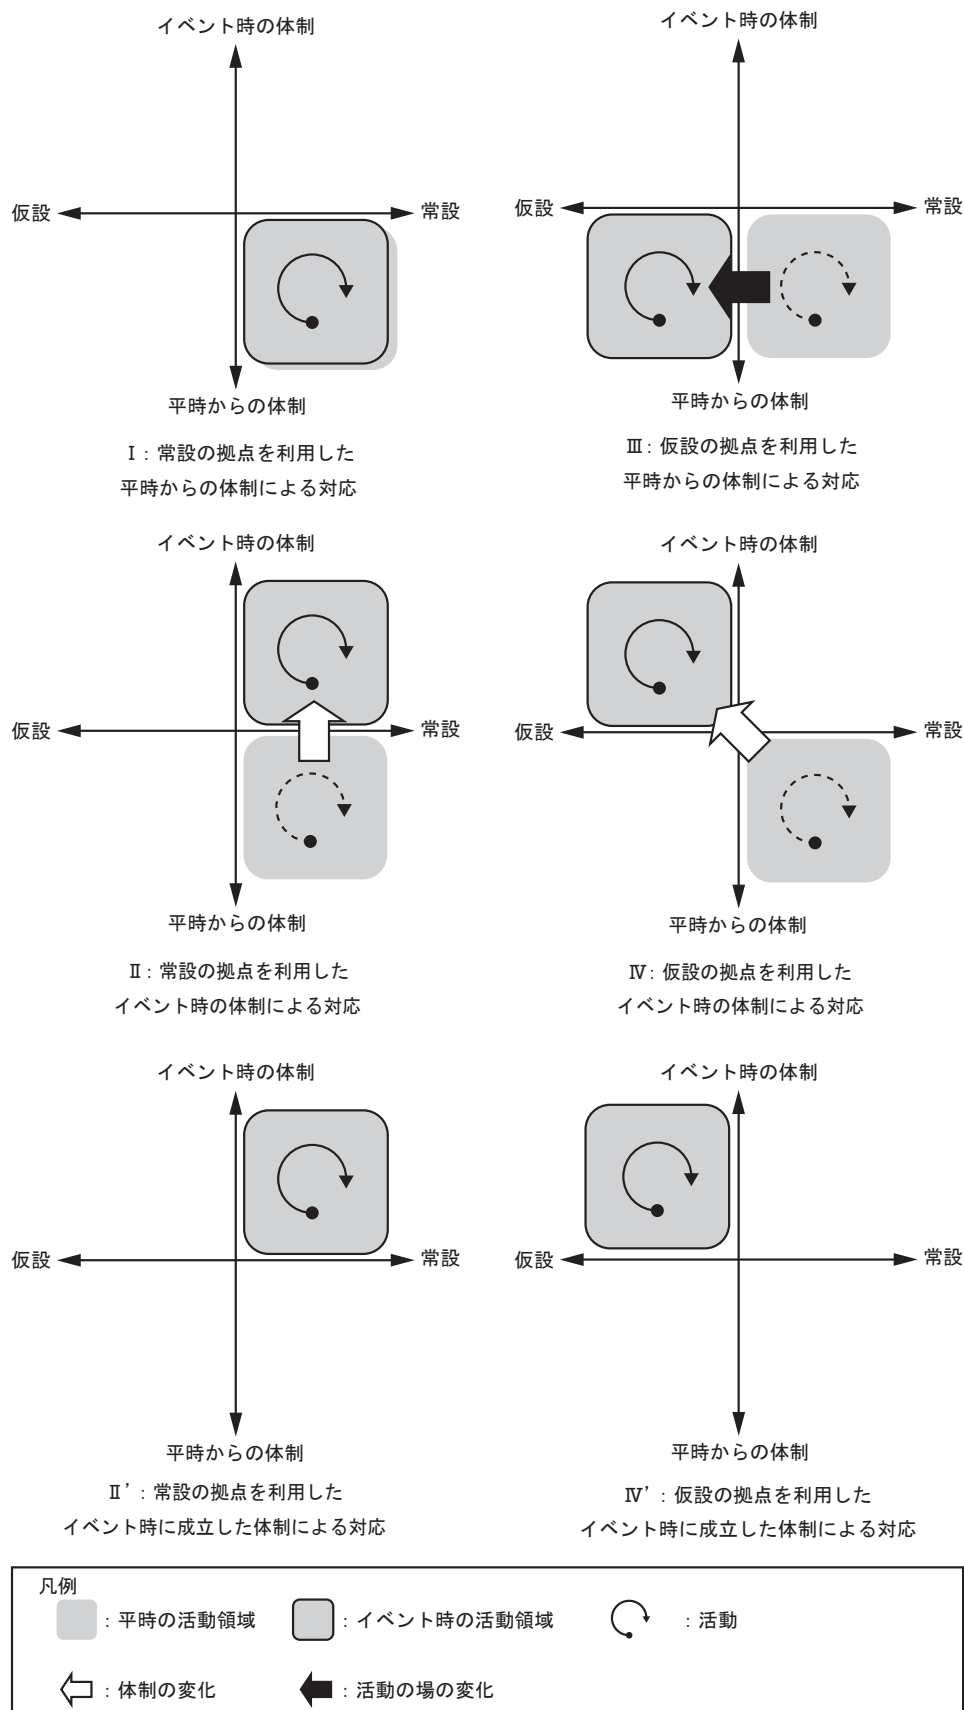 イベント時の体制
仮設
常設
平時からの体制
Ⅰ：常設の拠点を利用した
平時からの体制による対応
イベント時の体制
仮設
常設
平時からの体制
Ⅲ：仮設の拠点を利用した
平時からの体制による対応
イベント時の体制
仮設
常設
平時からの体制
Ⅱ：常設の拠点を利用した
イベント時の体制による対応
イベント時の体制
仮設
常設
平時からの体制
Ⅳ：仮設の拠点を利用した
イベント時の体制による対応
イベント時の体制
仮設
常設
平時からの体制
Ⅱ’：常設の拠点を利用した
イベント時に成立した体制による対応
イベント時の体制
仮設
常設
平時からの体制
Ⅳ’：仮設の拠点を利用した
イベント時に成立した体制による対応
凡例
：平時の活動領域
：イベント時の活動領域
：活動
：体制の変化
：活動の場の変化